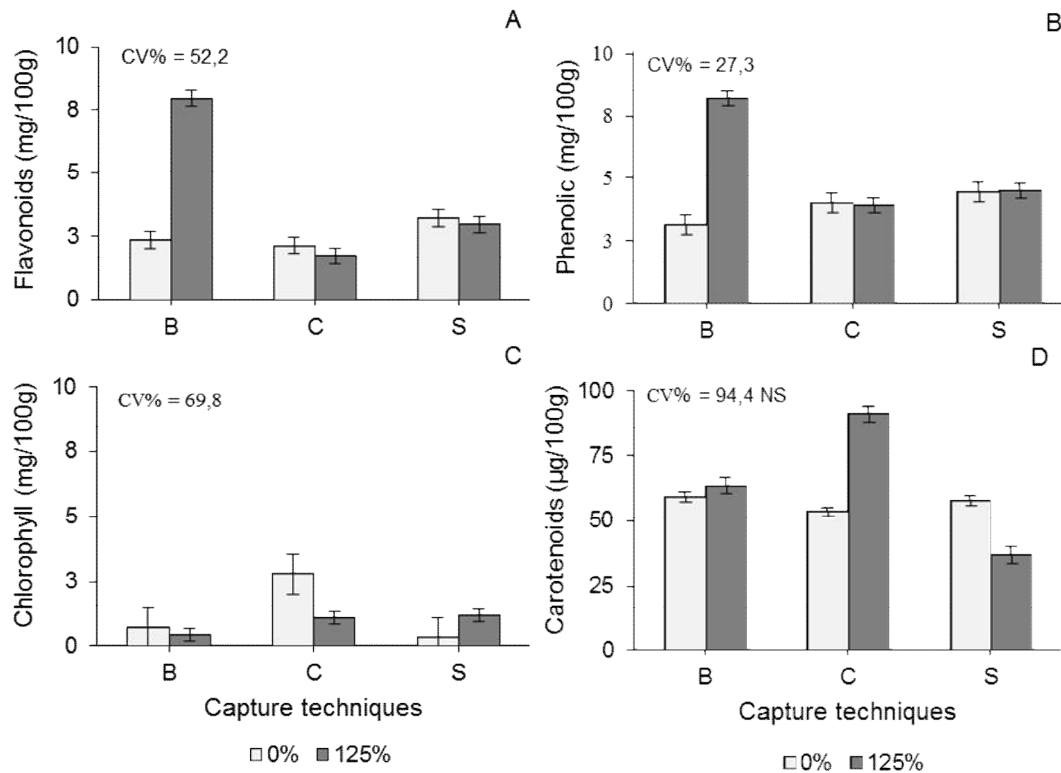 A
CV% = 52,2
Flavonoids (mg/100g)
10
8
5
3
0
B C S
B
CV% = 27,3
Phenolic (mg/100g)
10
8
5
3
0
B C S
C
CV% = 69,8
Chlorophyll (mg/100g)
10
8
5
3
0
B C S
Capture techniques
0% 125%
D
CV% = 94,4 NS
Carotenoids (µg/100g)
100
75
50
25
0
B C S
Capture techniques
0% 125%